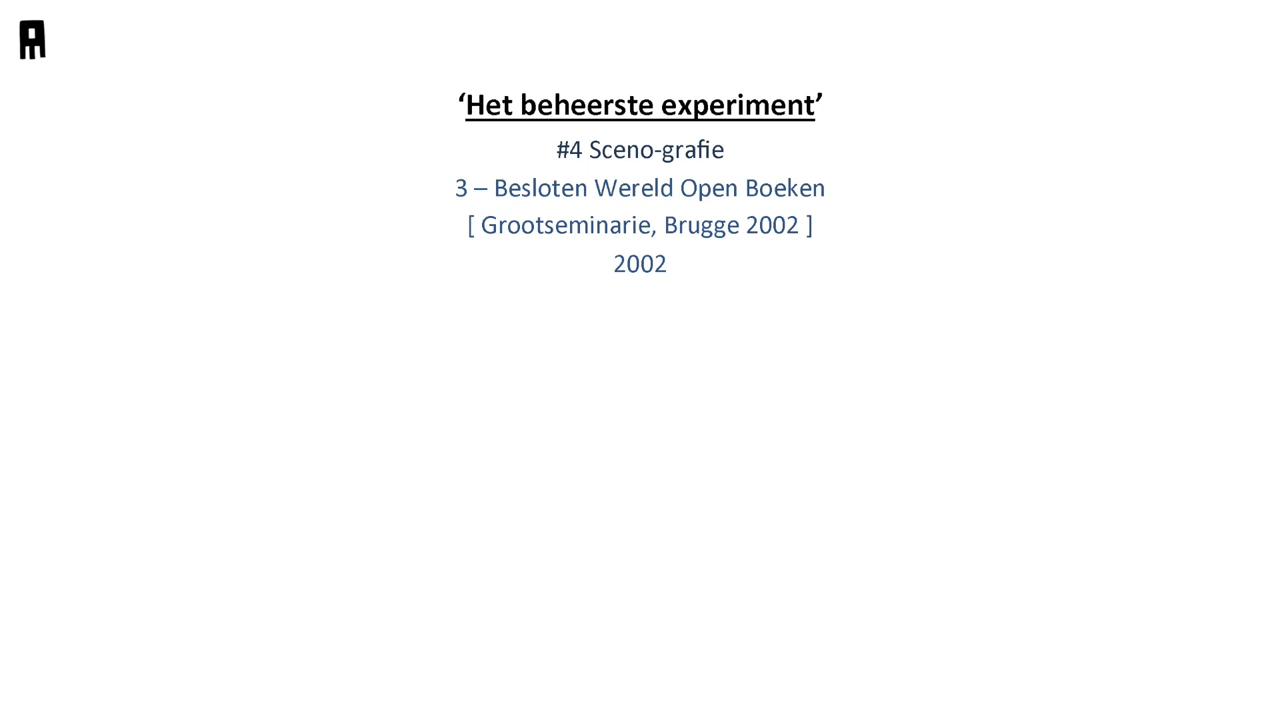 ‘Het beheerste experiment’
#4 Sceno-grafie
3 – Besloten Wereld Open Boeken
[ Grootseminarie, Brugge 2002 ]
2002